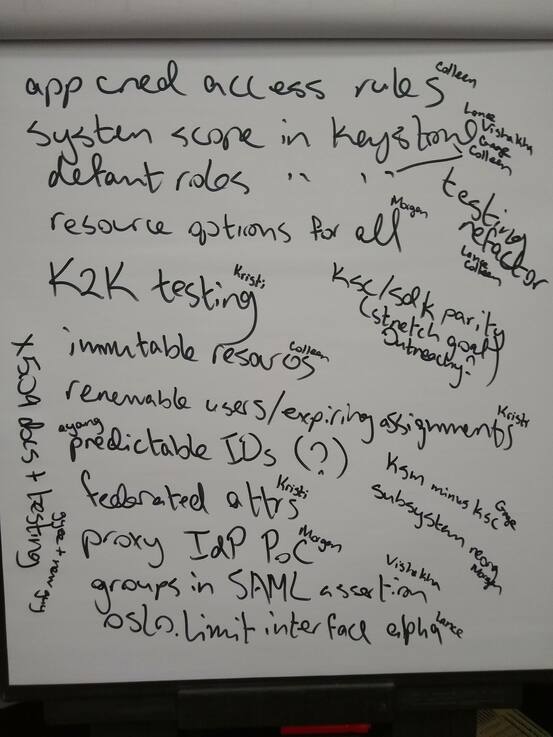 app cred access rules Colleen
system scope in keystone Lance Vishakha Gage Colleen
default roles " "
testing refactor Lance Colleen
resource options for all Morgan
K2K testing Kristi
ksc/sdk parity
(stretch goal)
Outreachy?
immutable resources Colleen
renewable users/expiring assignments Kristi
predictable IDs (?) ayoung
federated attrs Kristi
ksm minus ksc Gage
subsystem reorg Morgan
proxy IdP PoC Morgan
groups in SAML assertion Vishakha
oslo.limit interface alpha Lance
x509 docs + testing
+ new guy